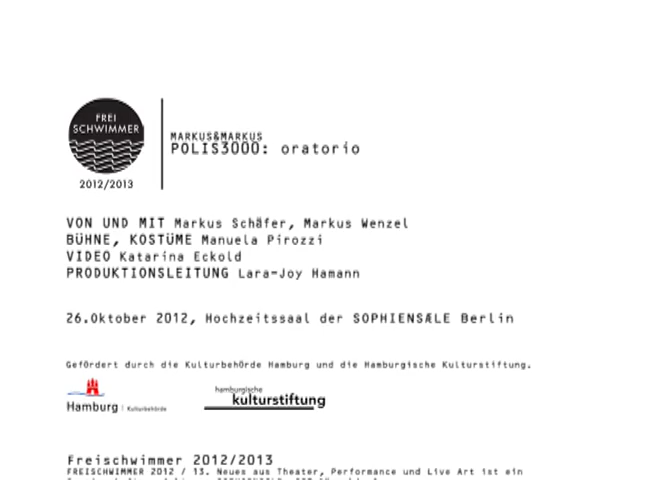 FREI
SCHWIMMER
2012/2013
MARKUS&MARKUS
POLIS3000: oratorio
VON UND MIT Markus Schäfer, Markus Wenzel
BÜHNE, KOSTÜME Manuela Pirozzi
VIDEO Katarina Eckold
PRODUKTIONSLEITUNG Lara-Joy Hamann
26.Oktober 2012, Hochzeitssaal der SOPHIENSÆLE Berlin
Gefördert durch die Kulturbehörde Hamburg und die Hamburgische Kulturstiftung.
Hamburg | Kulturbehörde
hamburgische
kulturstiftung
Freischwimmer 2012/2013
FREISCHWIMMER 2012 / 13. Neues aus Theater, Performance und Live Art ist ein